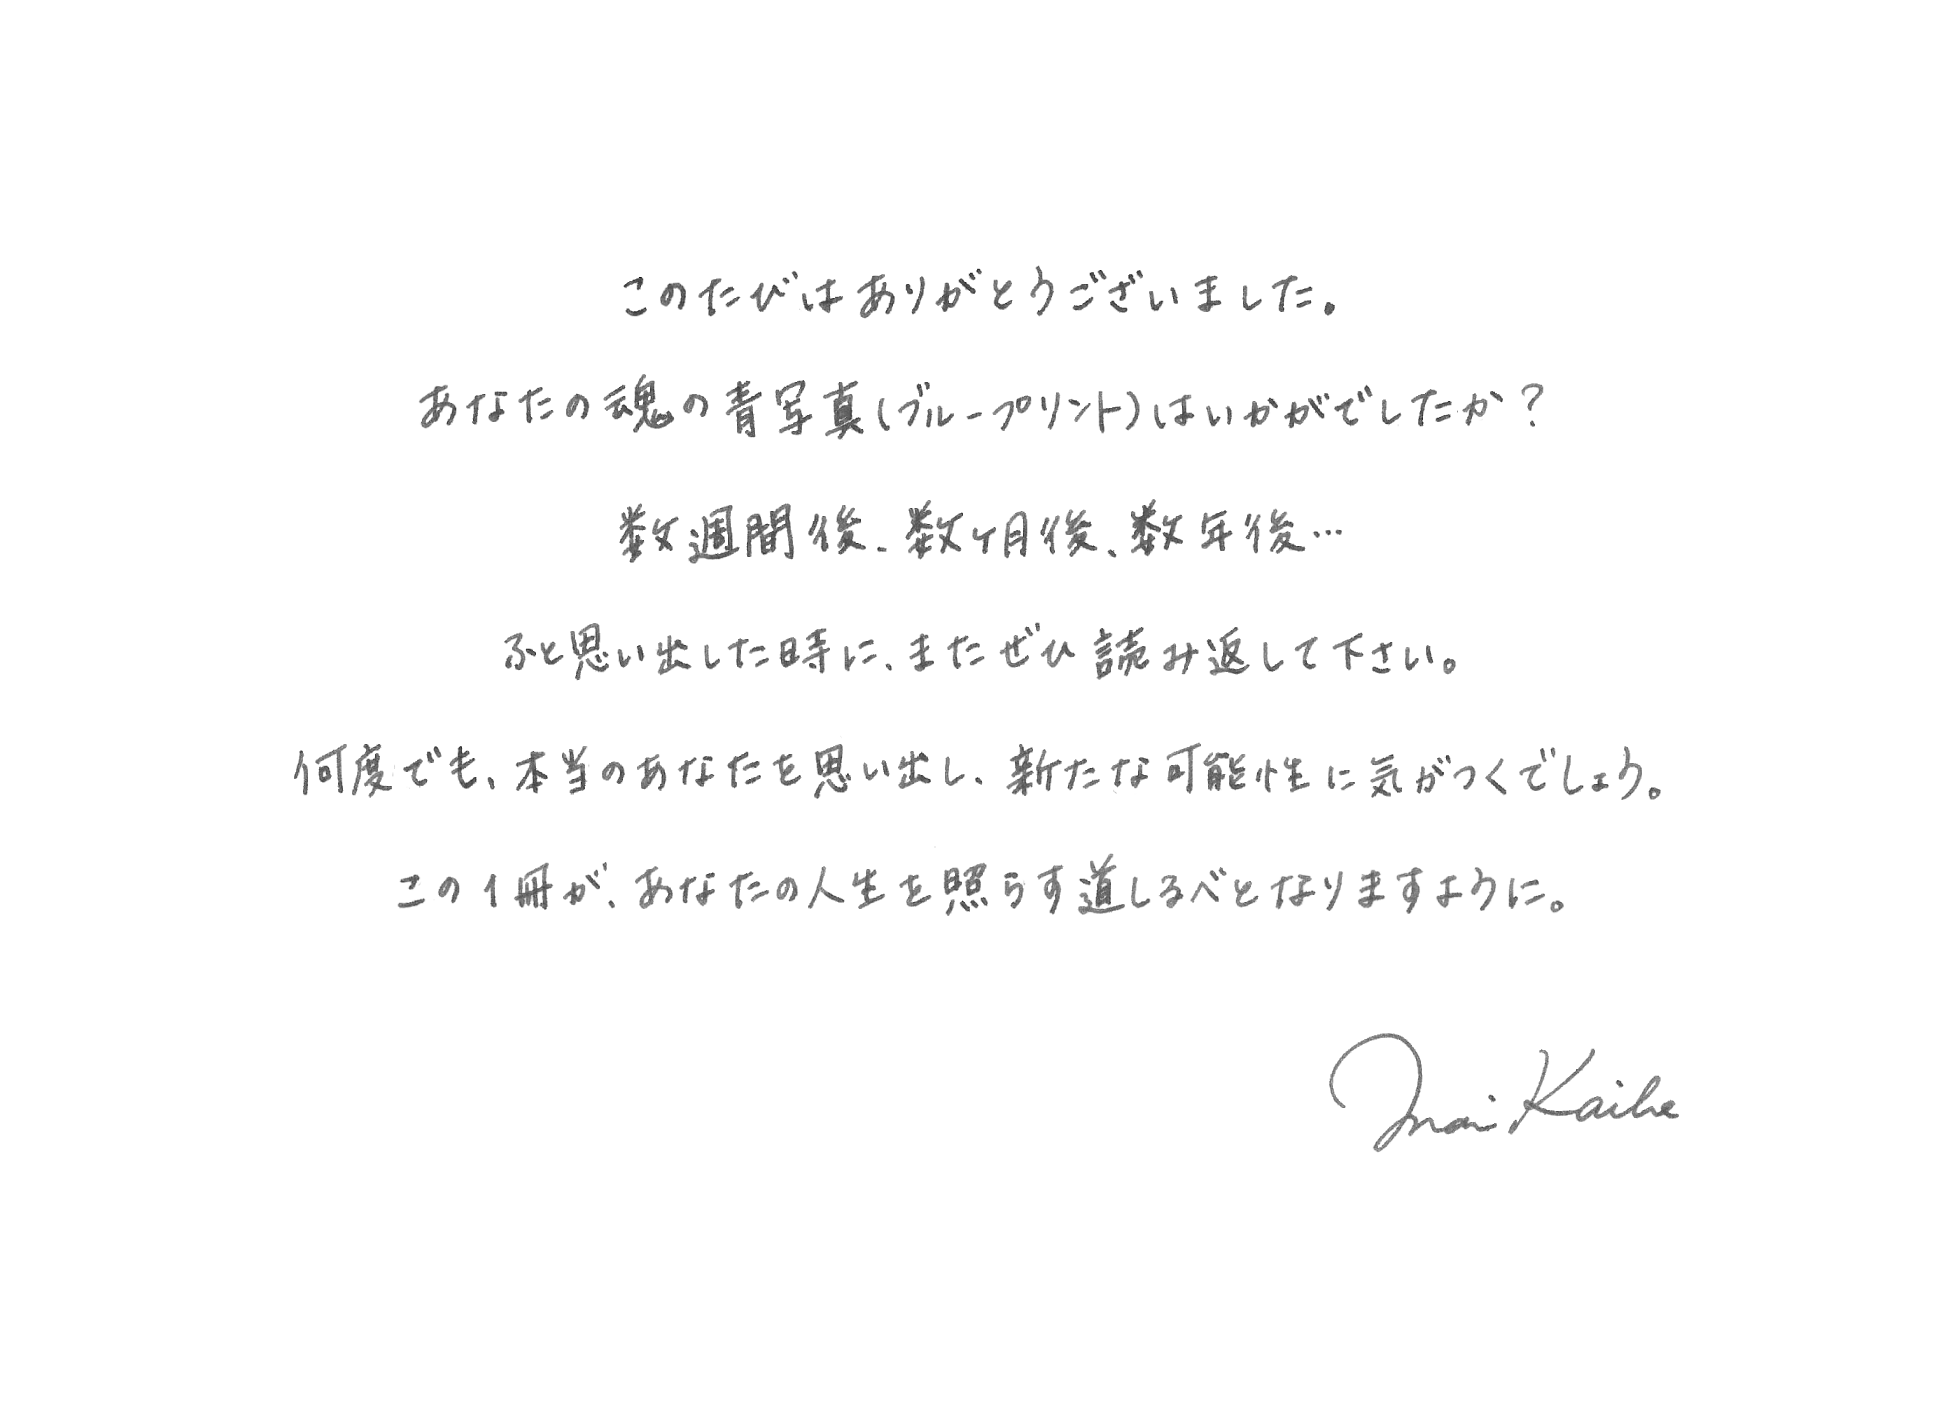 このたびはありがとうございました。
あなたの魂の青写真(ブループリント)はいかがでしたか?
数週間後、数ヶ月後、数年後…
ふと思い出した時に、またぜひ読み返して下さい。
何度でも、本当のあなたを思い出し、新たな可能性に気がつくでしょう。
この1冊が、あなたの人生を照らす道しるべとなりますように。
Mai Kaibe